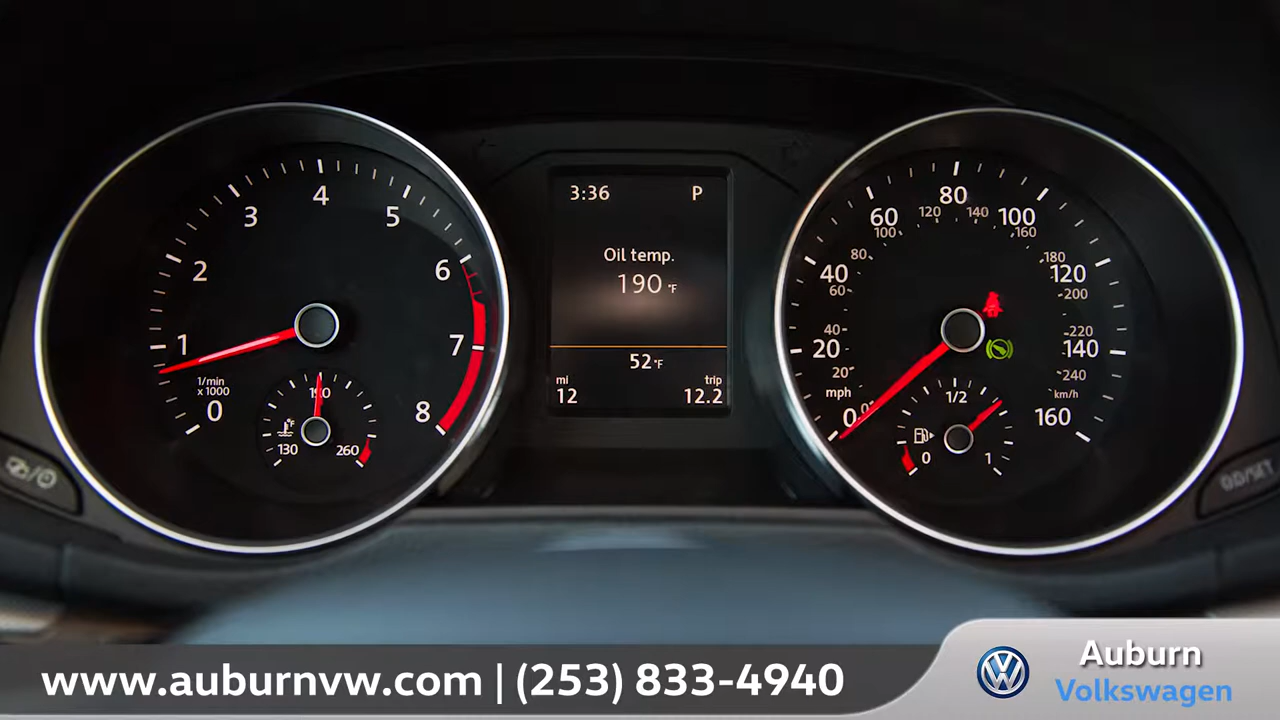 3:36 P
Oil temp.
190 °F
52 °F
mi trip
12 12.2
0 1 2 3 4 5 6 7 8
1/min
x 1000
130 190 260
°F
0 20 40 60 80 100 120 140 160
mph
20 40 60 80 100 120 140 160 180 200 220 240
km/h
0 1/2 1
www.auburnvw.com | (253) 833-4940
Auburn
Volkswagen